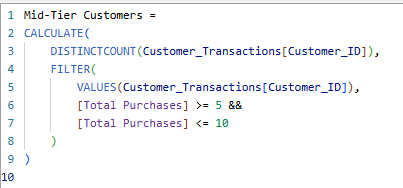 1 Mid-Tier Customers =
2 CALCULATE(
3 DISTINCTCOUNT(Customer_Transactions[Customer_ID]),
4 FILTER(
5 VALUES(Customer_Transactions[Customer_ID]),
6 [Total Purchases] >= 5 &&
7 [Total Purchases] <= 10
8 )
9 )
10